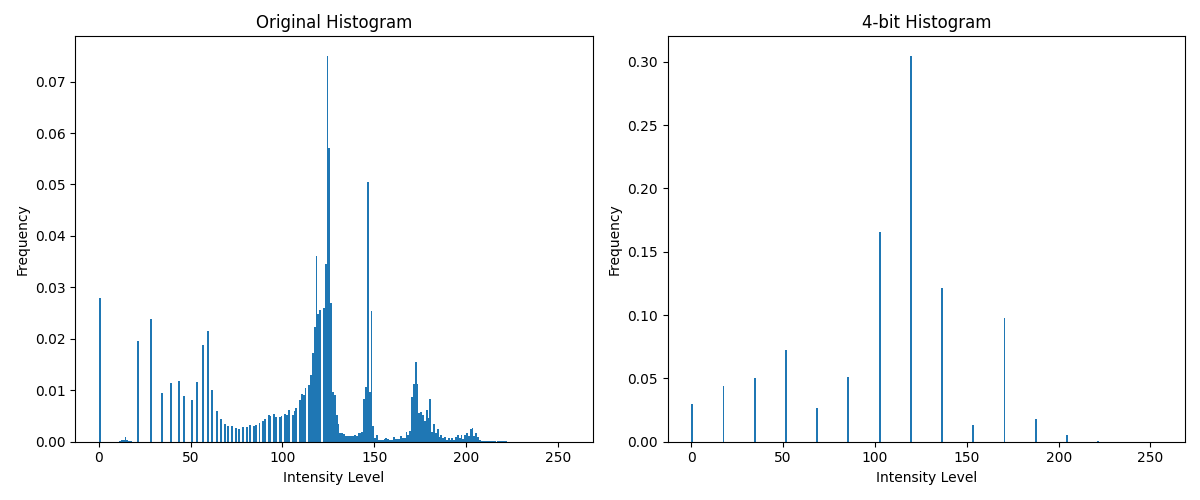 Original Histogram
Frequency
0.07
0.06
0.05
0.04
0.03
0.02
0.01
0.00
0 50 100 150 200 250
Intensity Level
4-bit Histogram
Frequency
0.30
0.25
0.20
0.15
0.10
0.05
0.00
0 50 100 150 200 250
Intensity Level